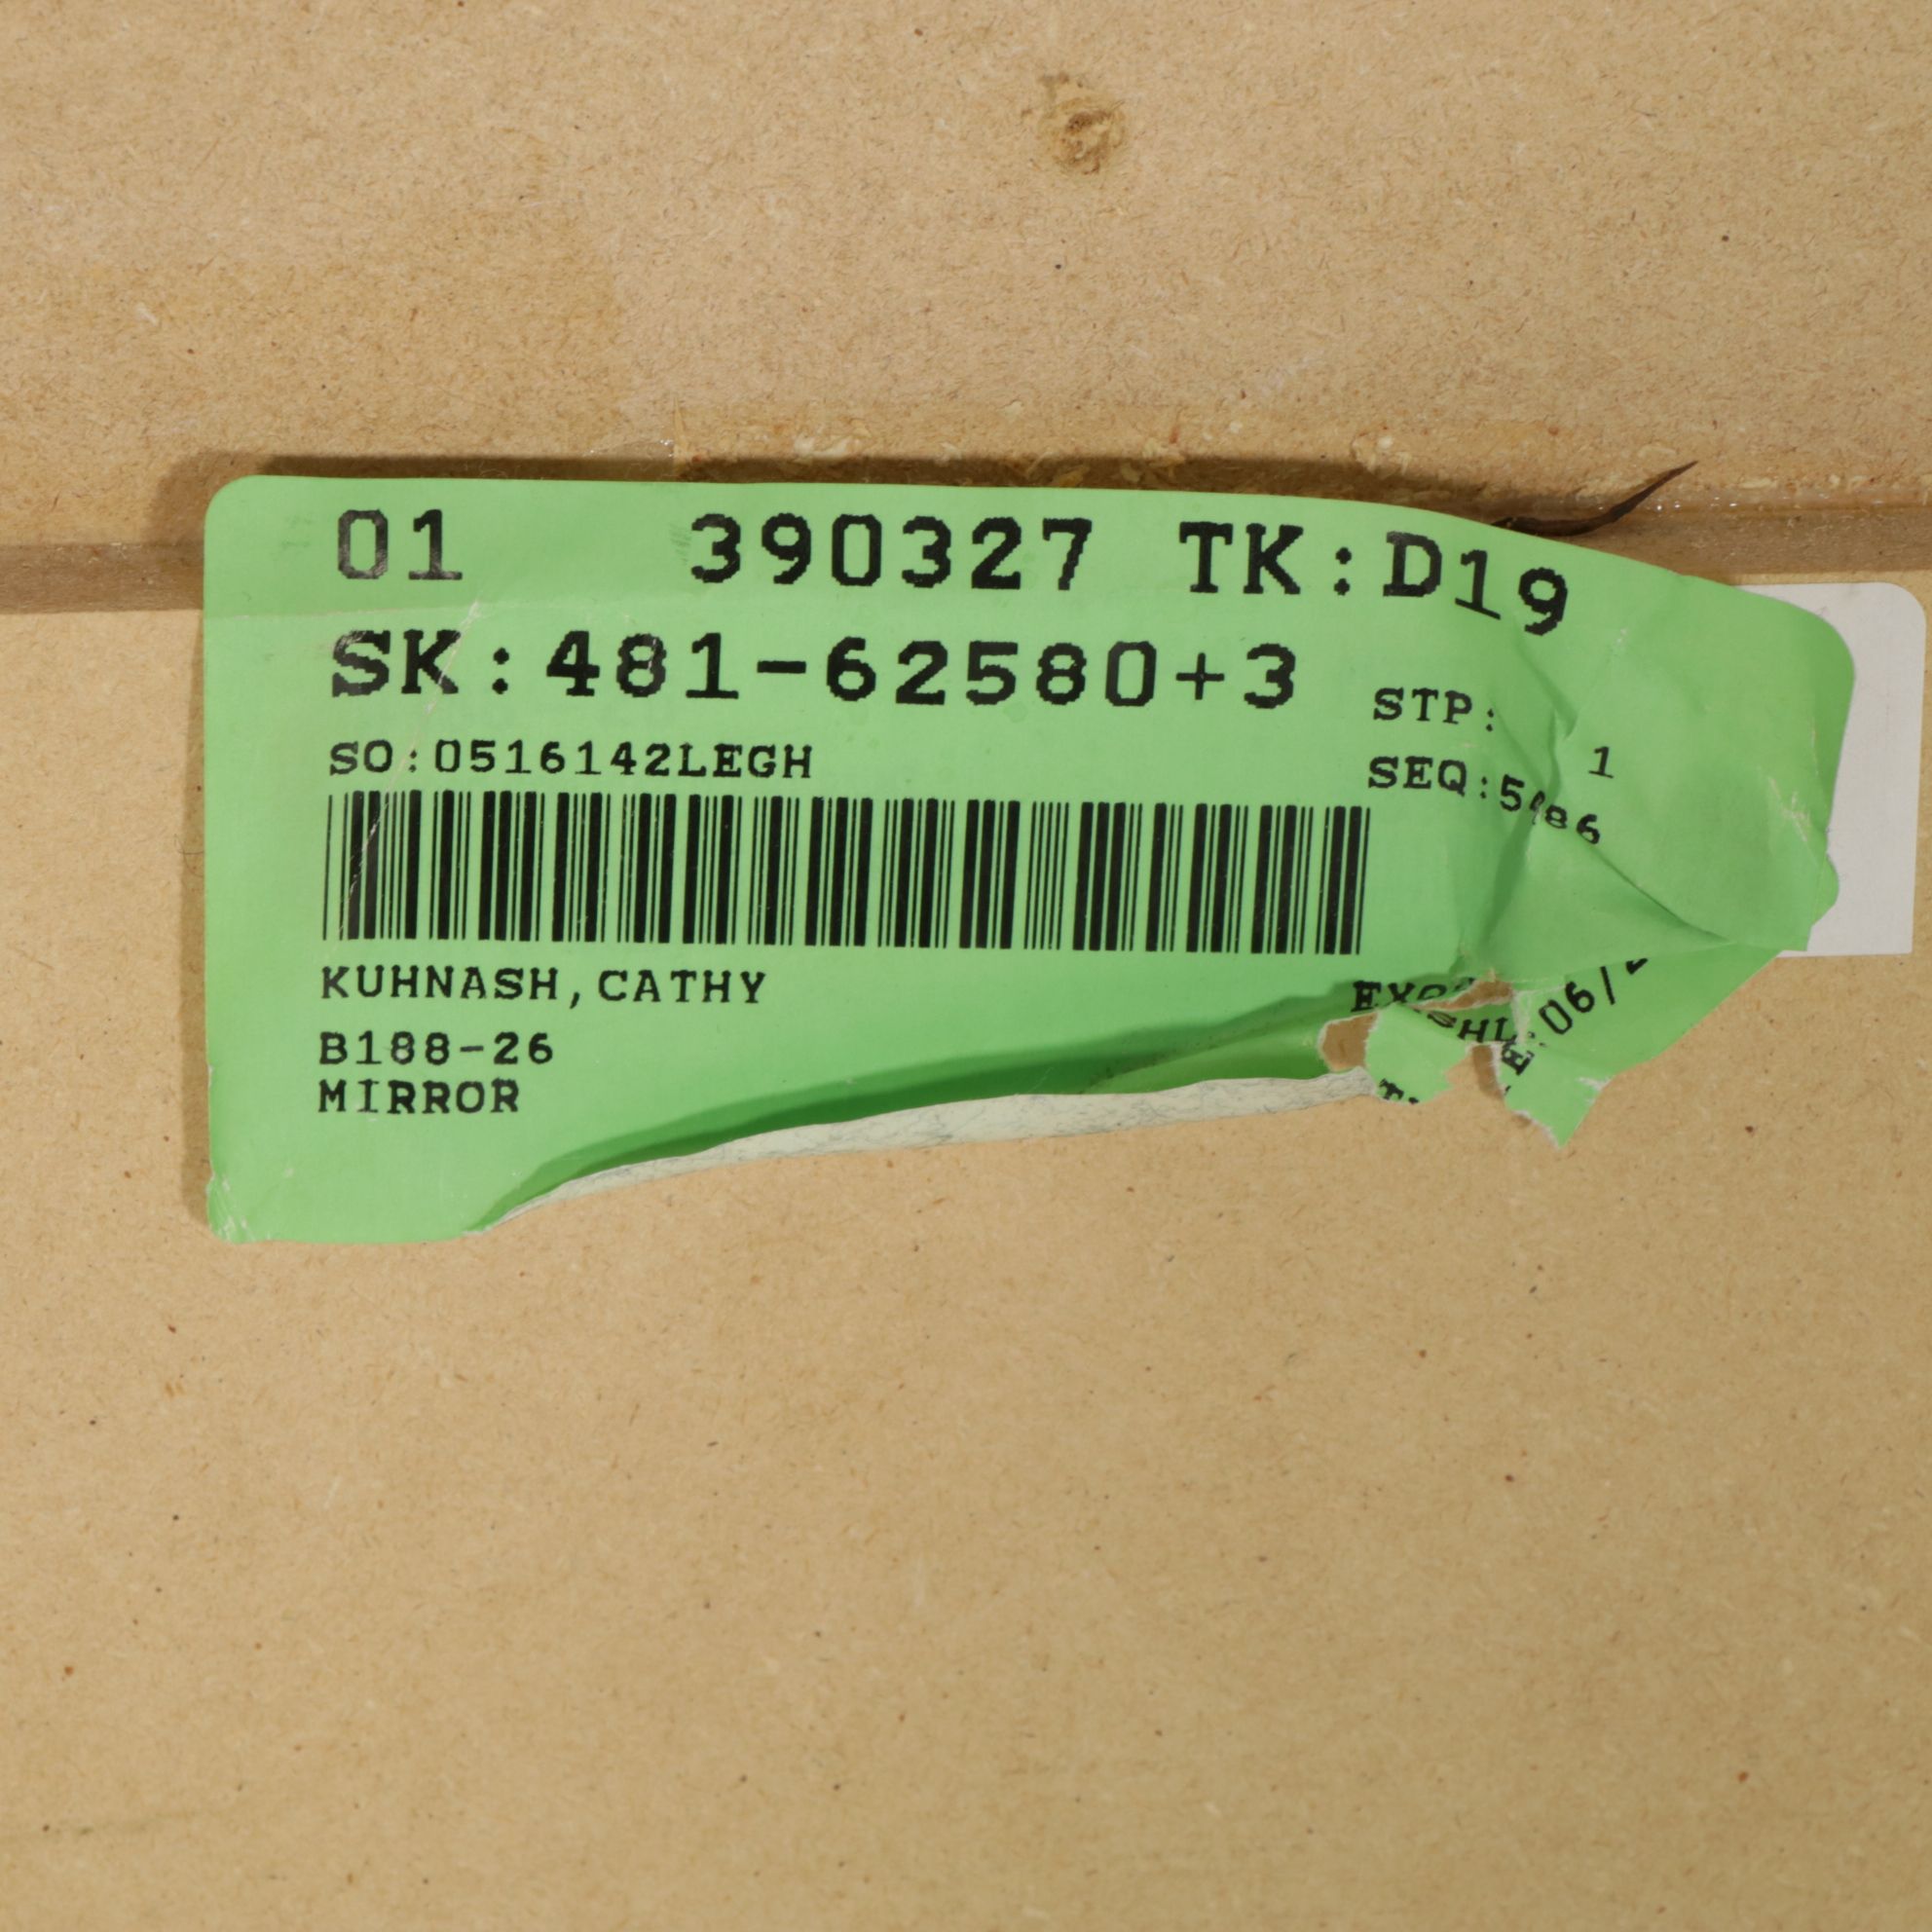 01 390327 TK:D19
SK:481-62580+3
STP: 1
SO:0516142LEGH
SEQ:5
KUHNASH,CATHY
06/
B188-26
MIRROR